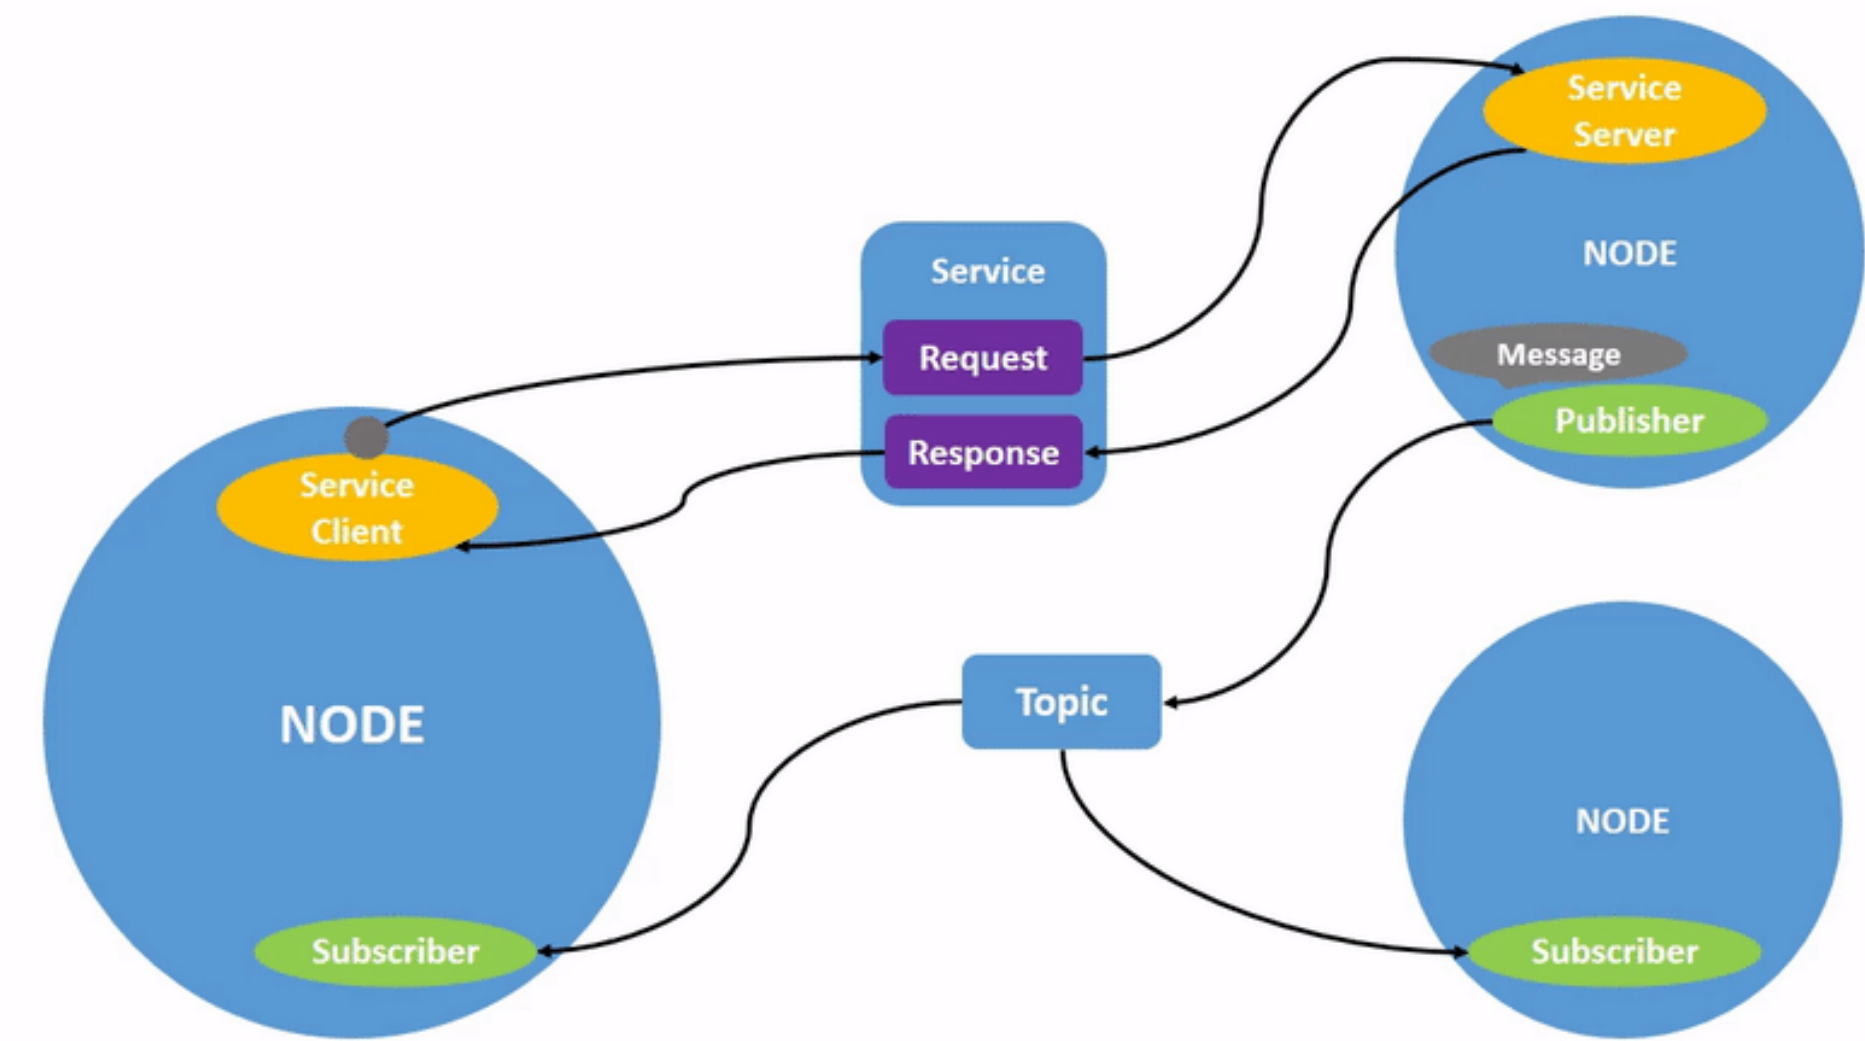 Service
Server
NODE
Message
Publisher
Service
Request
Response
Service
Client
NODE
Subscriber
Topic
NODE
Subscriber